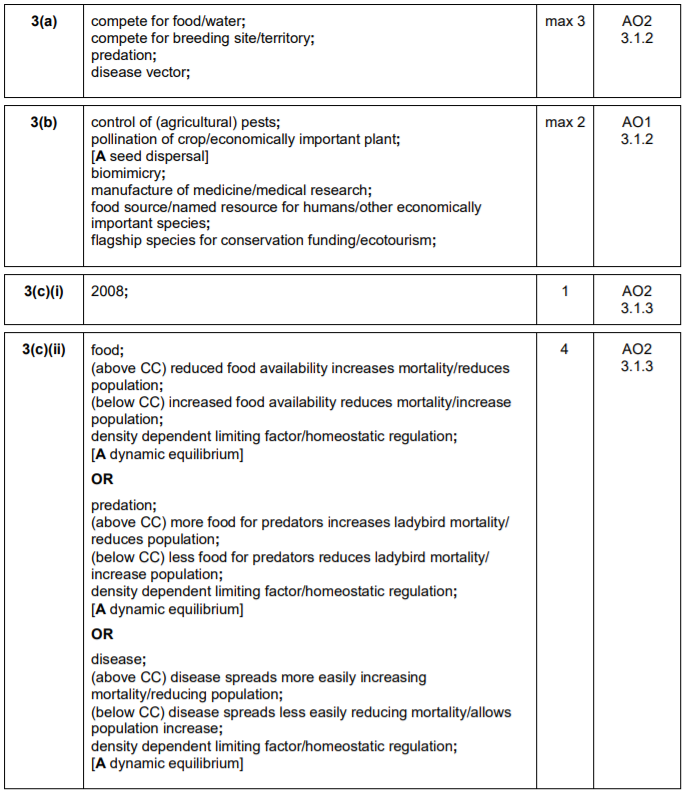 3(a)
compete for food/water;
compete for breeding site/territory;
predation;
disease vector;
max 3
AO2
3.1.2
3(b)
control of (agricultural) pests;
pollination of crop/economically important plant;
[A seed dispersal]
biomimicry;
manufacture of medicine/medical research;
food source/named resource for humans/other economically
important species;
flagship species for conservation funding/ecotourism;
max 2
AO1
3.1.2
3(c)(i)
2008;
1
AO2
3.1.3
3(c)(ii)
food;
(above CC) reduced food availability increases mortality/reduces
population;
(below CC) increased food availability reduces mortality/increase
population;
density dependent limiting factor/homeostatic regulation;
[A dynamic equilibrium]
OR
predation;
(above CC) more food for predators increases ladybird mortality/
reduces population;
(below CC) less food for predators reduces ladybird mortality/
increase population;
density dependent limiting factor/homeostatic regulation;
[A dynamic equilibrium]
OR
disease;
(above CC) disease spreads more easily increasing
mortality/reducing population;
(below CC) disease spreads less easily reducing mortality/allows
population increase;
density dependent limiting factor/homeostatic regulation;
[A dynamic equilibrium]
4
AO2
3.1.3